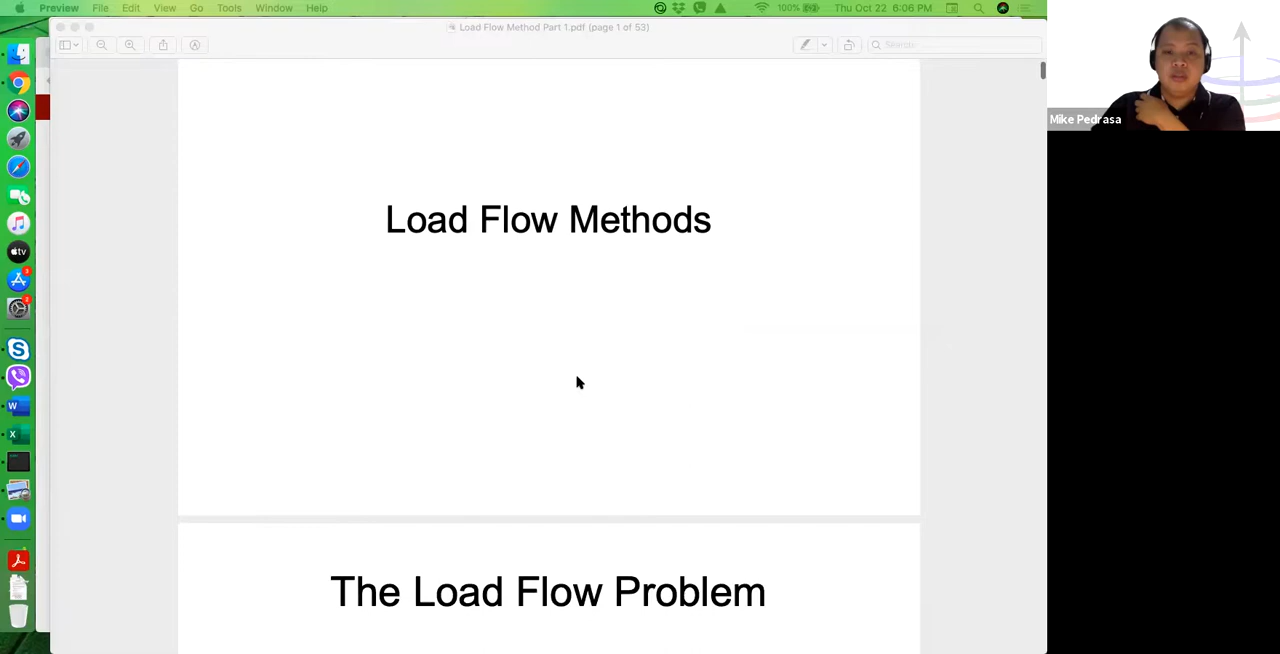 Preview File Edit View Go Tools Window Help 100% Thu Oct 22 6:06 PM
Load Flow Method Part 1.pdf (page 1 of 53)
Search
Mike Pedrasa
tv
Load Flow Methods
The Load Flow Problem